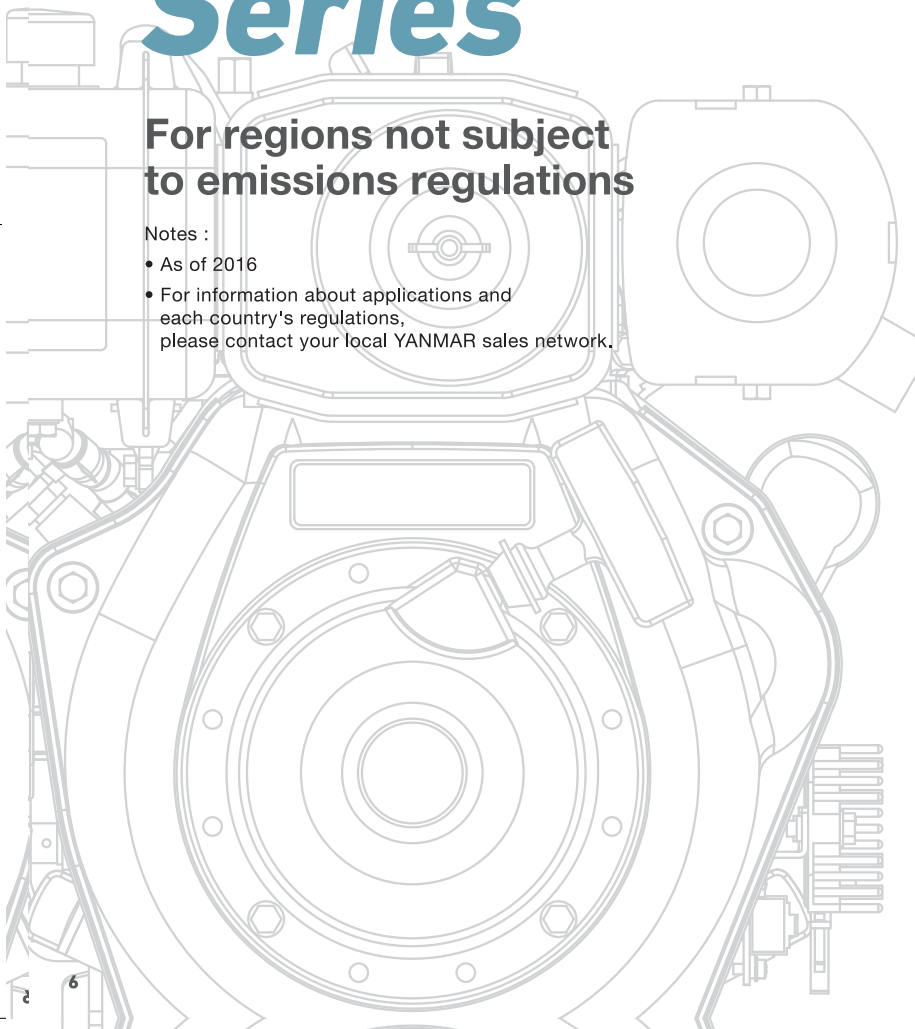 Series
For regions not subject
to emissions regulations
Notes :
• As of 2016
• For information about applications and
each country's regulations,
please contact your local YANMAR sales network.
6